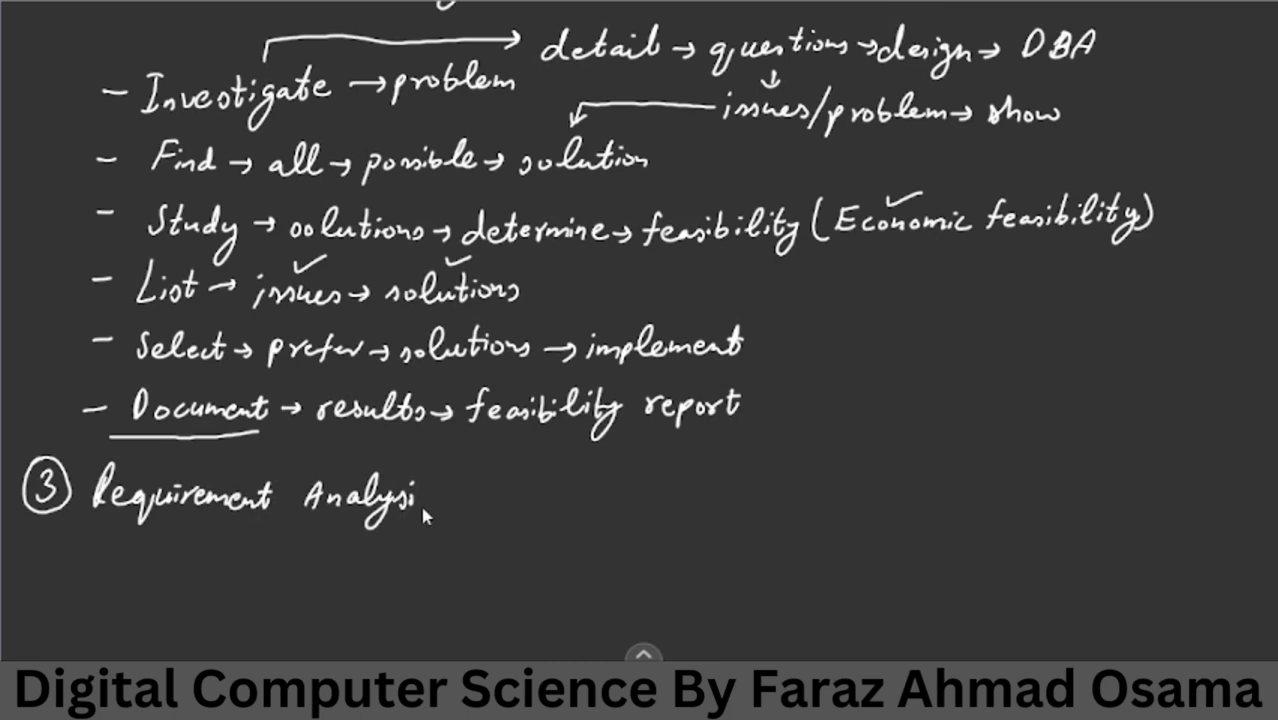 detail → questions → design → DBA
- Investigate → problem
issues/problem → show
- Find → all → possible → solution
- Study → solutions → determine → feasibility (Economic feasibility)
- List → issues → solutions
- Select → prefer → solutions → implement
- Document → results → feasibility report
③ Requirement Analysi
Digital Computer Science By Faraz Ahmad Osama